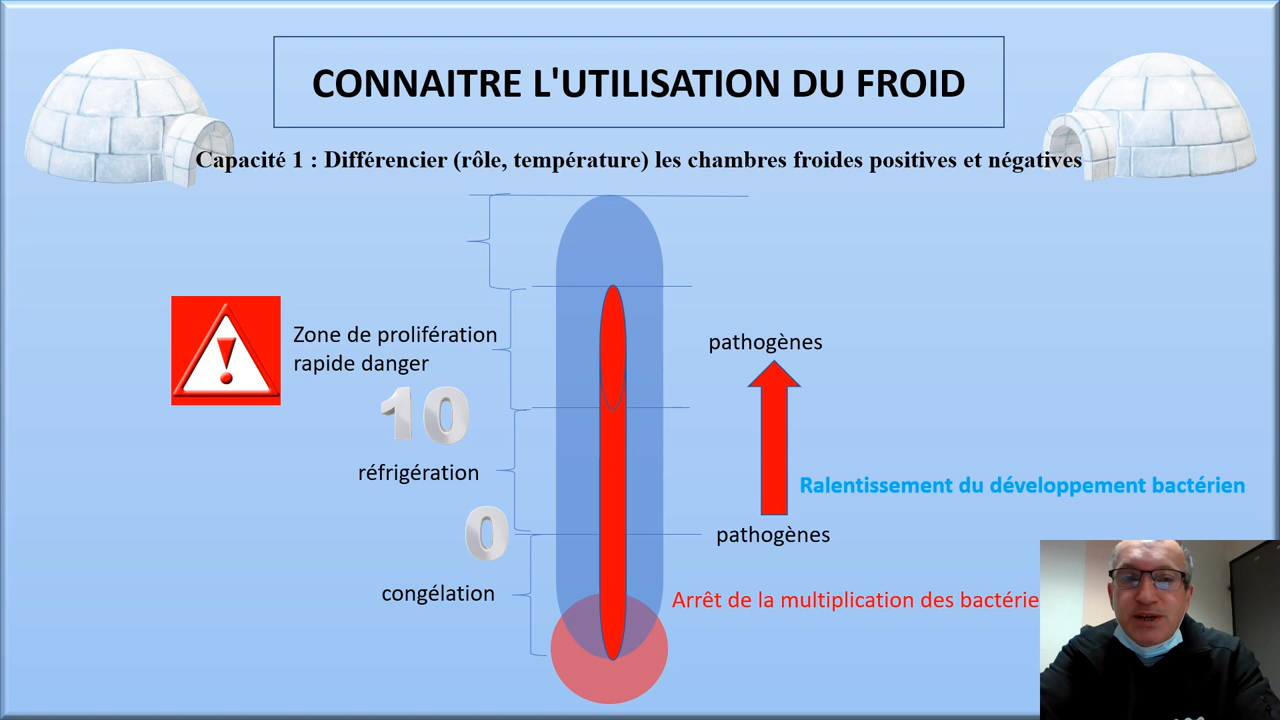 CONNAITRE L'UTILISATION DU FROID
Capacité 1 : Différencier (rôle, température) les chambres froides positives et négatives
Zone de prolifération
rapide danger
pathogènes
10
réfrigération
Ralentissement du développement bactérien
0
pathogènes
congélation
Arrêt de la multiplication des bactérie